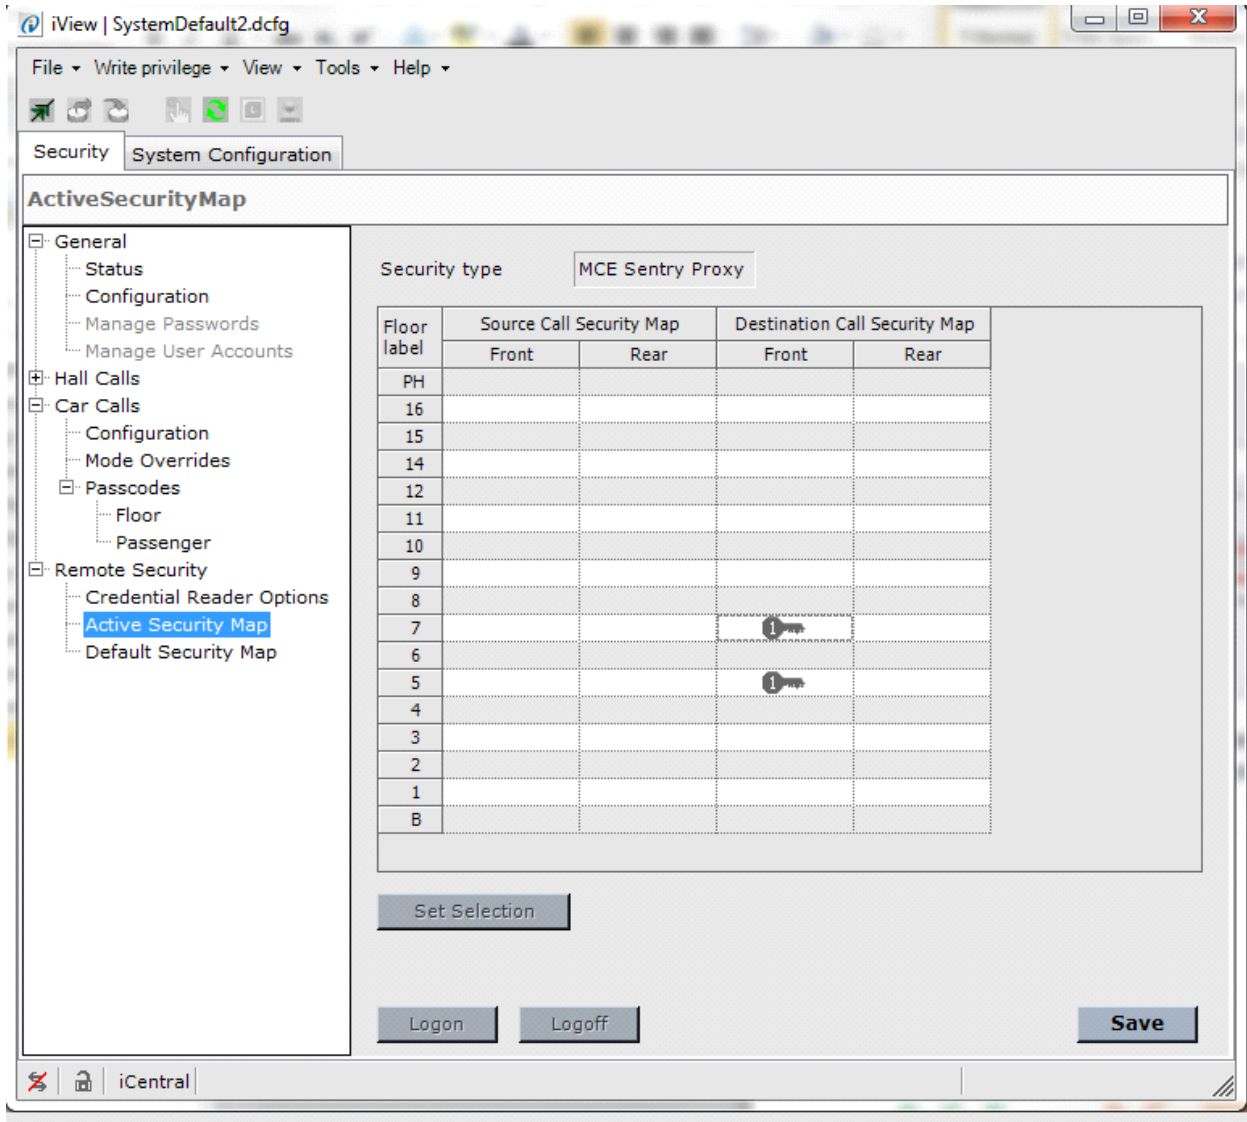 iView | SystemDefault2.dcfg
File Write privilege View Tools Help
Security System Configuration
ActiveSecurityMap
General
Status
Configuration
Manage Passwords
Manage User Accounts
Hall Calls
Car Calls
Configuration
Mode Overrides
Passcodes
Floor
Passenger
Remote Security
Credential Reader Options
Active Security Map
Default Security Map
Security type MCE Sentry Proxy
Floor label Source Call Security Map Destination Call Security Map
Front Rear Front Rear
PH
16
15
14
12
11
10
9
8
7 1
6
5 1
4
3
2
1
B
Set Selection
Logon Logoff Save
iCentral